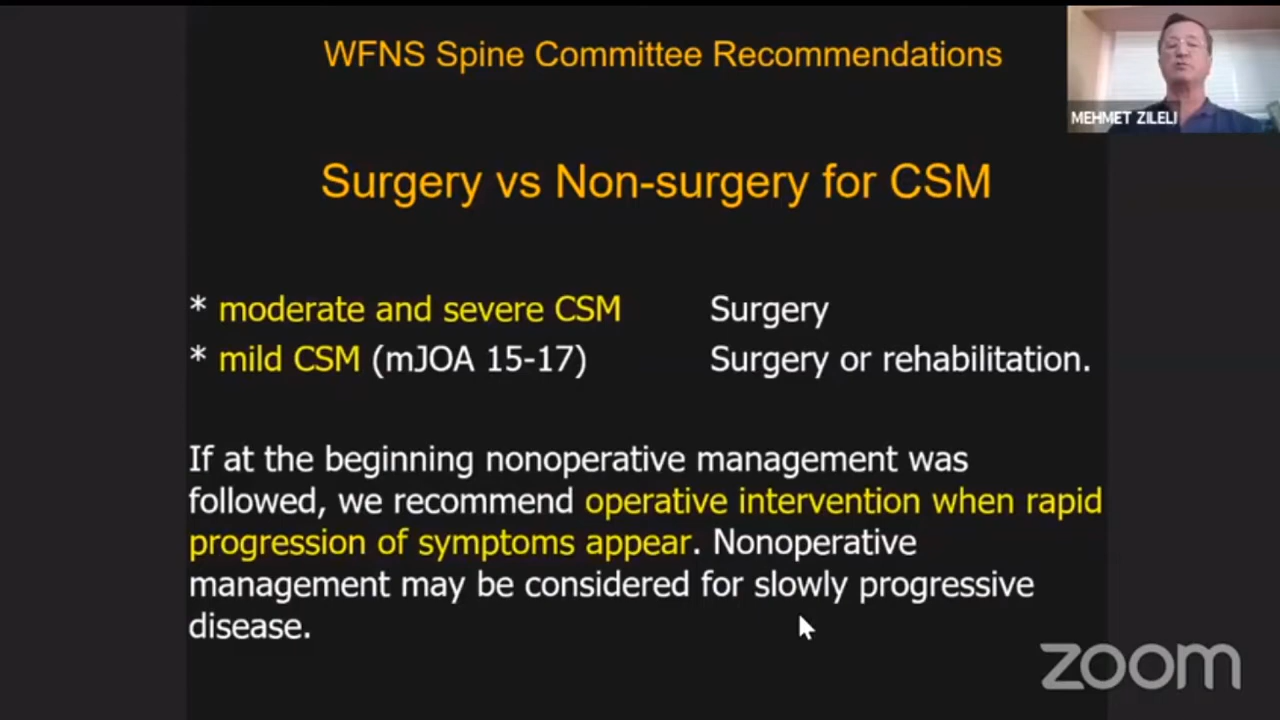 WFNS Spine Committee Recommendations
MEHMET ZILELI
Surgery vs Non-surgery for CSM
* moderate and severe CSM Surgery
* mild CSM (mJOA 15-17) Surgery or rehabilitation.
If at the beginning nonoperative management was
followed, we recommend operative intervention when rapid
progression of symptoms appear. Nonoperative
management may be considered for slowly progressive
disease.
zoom